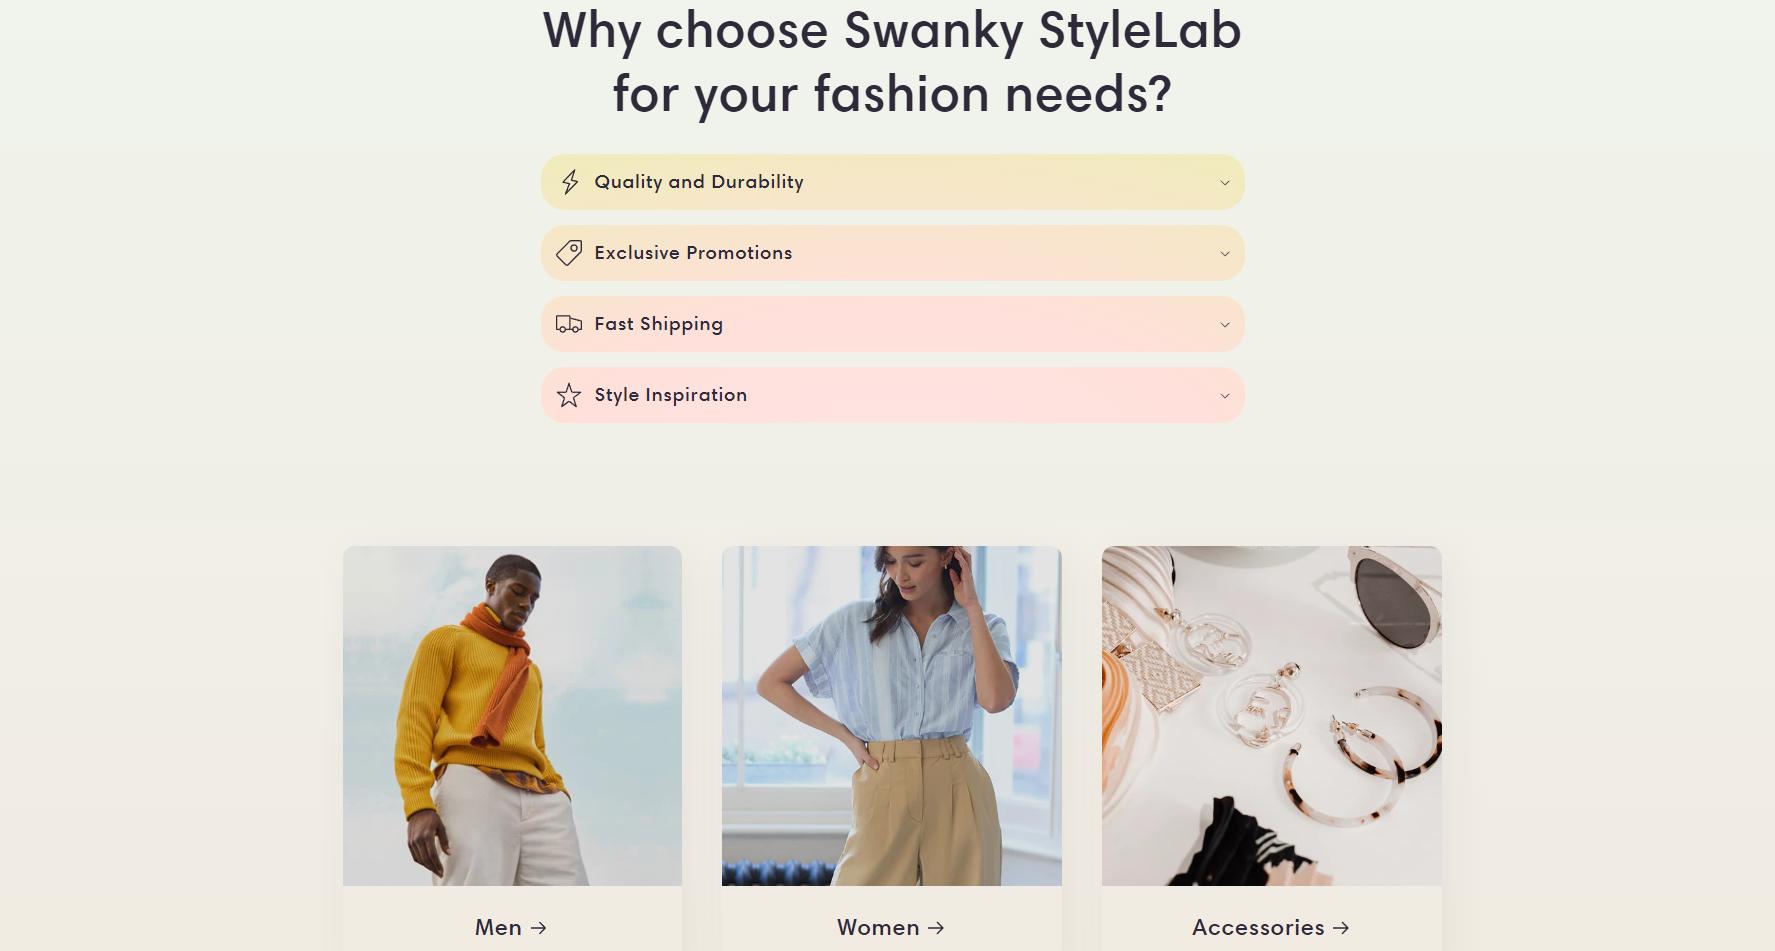 Why choose Swanky StyleLab
for your fashion needs?
Quality and Durability
Exclusive Promotions
Fast Shipping
Style Inspiration
Men →
Women →
Accessories →